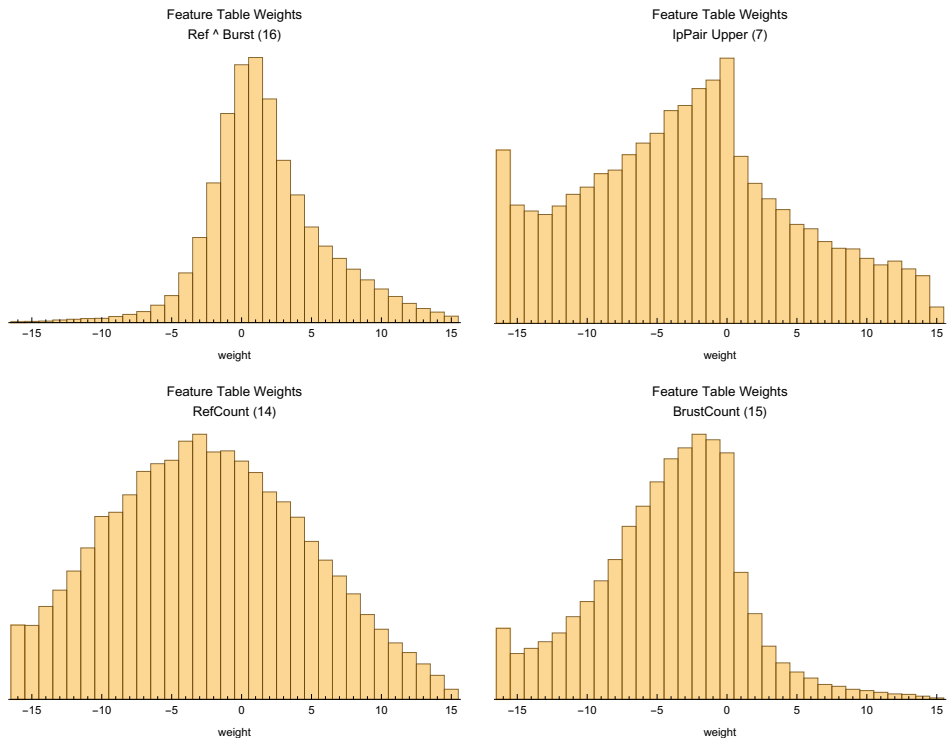 Feature Table Weights
Ref ^ Burst (16)
−15 −10 −5 0 5 10 15
weight
Feature Table Weights
IpPair Upper (7)
−15 −10 −5 0 5 10 15
weight
Feature Table Weights
RefCount (14)
−15 −10 −5 0 5 10 15
weight
Feature Table Weights
BrustCount (15)
−15 −10 −5 0 5 10 15
weight